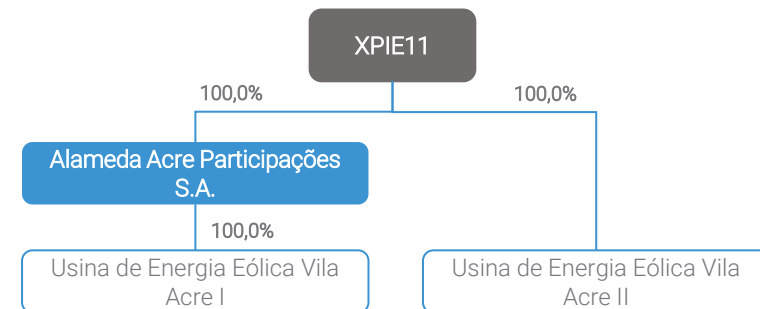 XPIE11
100,0%
100,0%
Alameda Acre Participações
S.A.
100,0%
Usina de Energia Eólica Vila
Acre I
Usina de Energia Eólica Vila
Acre II